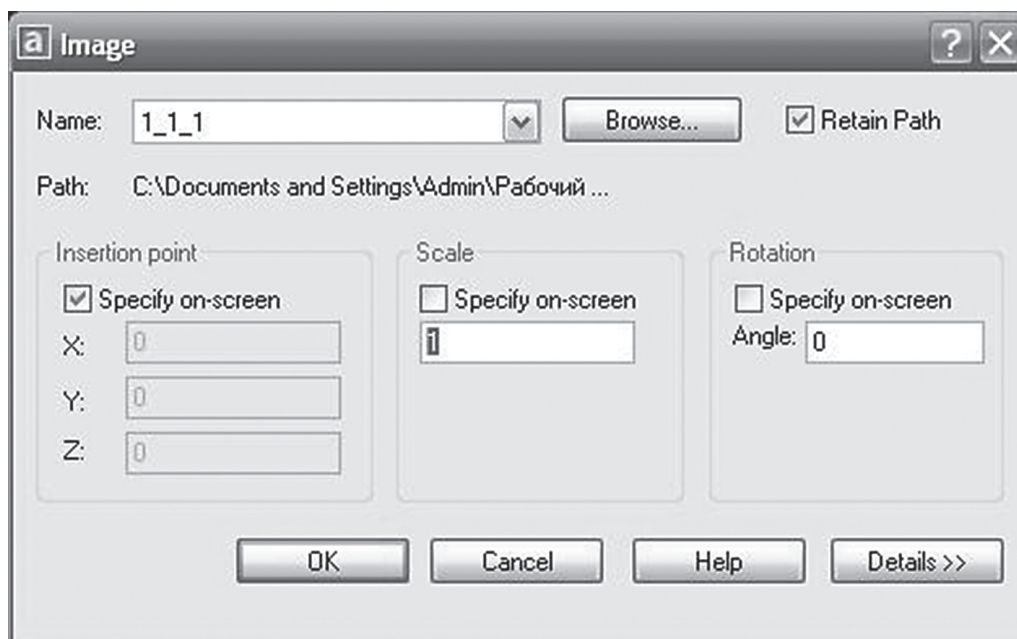 a Image
Name: 1_1_1 Browse... Retain Path
Path: C:\Documents and Settings\Admin\Рабочий ...
Insertion point Scale Rotation
Specify on-screen Specify on-screen Specify on-screen
X: 0 1 Angle: 0
Y: 0
Z: 0
OK Cancel Help Details >>